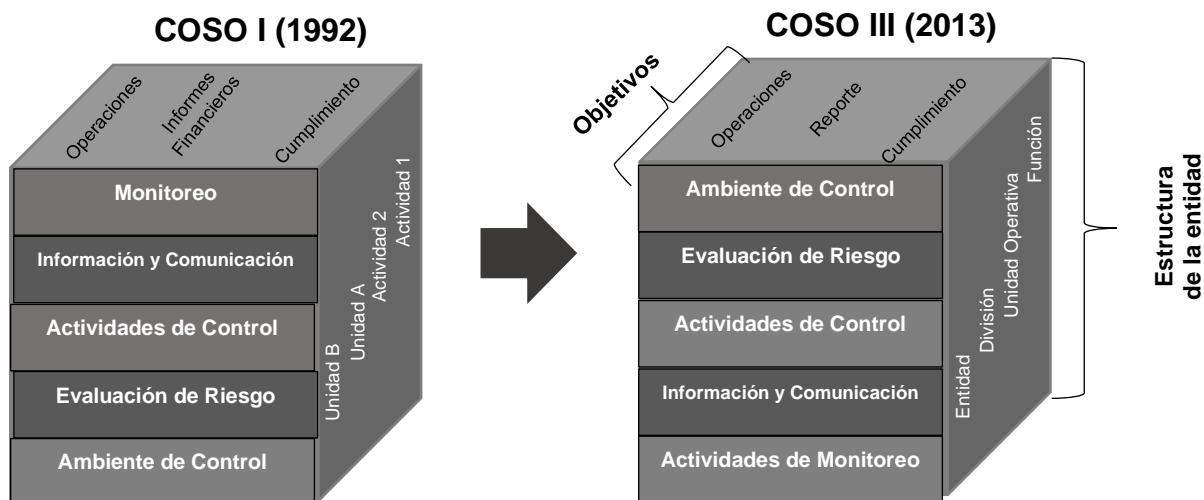 COSO I (1992)
Operaciones
Informes
Financieros
Cumplimiento
Monitoreo
Información y Comunicación
Actividades de Control
Evaluación de Riesgo
Ambiente de Control
Unidad B
Unidad A
Actividad 2
Actividad 1
COSO III (2013)
Objetivos
Operaciones
Reporte
Cumplimiento
Ambiente de Control
Evaluación de Riesgo
Actividades de Control
Información y Comunicación
Actividades de Monitoreo
Entidad
División
Unidad Operativa
Función
Estructura
de la entidad